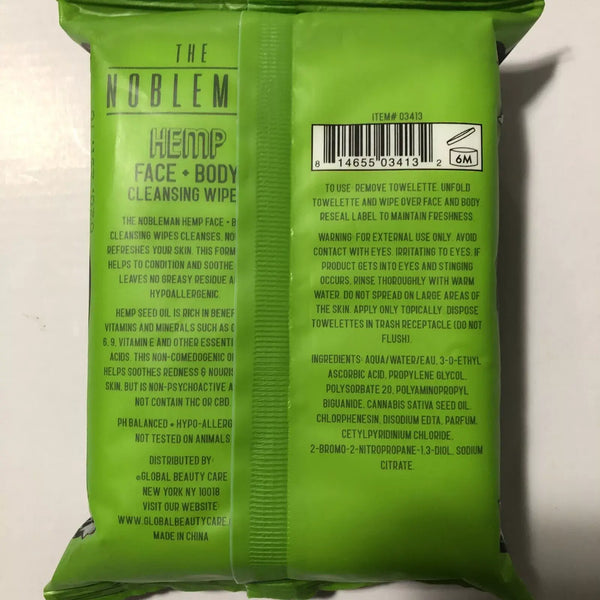 THE
NOBLEM
HEMP
FACE + BODY
CLEANSING WIPE
THE NOBLEMAN HEMP FACE + B
CLEANSING WIPES CLEANSES, NO
REFRESHES YOUR SKIN. THIS FORM
HELPS TO CONDITION AND SOOTHE
LEAVES NO GREASY RESIDUE A
HYPOALLERGENIC.
HEMP SEED OIL IS RICH IN BENEF
VITAMINS AND MINERALS SUCH AS
6, 9, VITAMIN E AND OTHER ESSENTI
ACIDS. THIS NON-COMEDOGENIC O
HELPS SOOTHES REDNESS & NOURIS
SKIN, BUT IS NON-PSYCHOACTIVE A
NOT CONTAIN THC OR CBD.
PH BALANCED + HYPO-ALLERG
NOT TESTED ON ANIMALS
DISTRIBUTED BY:
©GLOBAL BEAUTY CARE
NEW YORK NY 10018
VISIT OUR WEBSITE:
WWW.GLOBALBEAUTYCARE.
MADE IN CHINA
ITEM# 03413
8 14655 03413 2
6M
TO USE: REMOVE TOWELETTE, UNFOLD
TOWELETTE AND WIPE OVER FACE AND BODY
RESEAL LABEL TO MAINTAIN FRESHNESS.
WARNING: FOR EXTERNAL USE ONLY. AVOID
CONTACT WITH EYES. IRRITATING TO EYES; IF
PRODUCT GETS INTO EYES AND STINGING
OCCURS, RINSE THOROUGHLY WITH WARM
WATER. DO NOT SPREAD ON LARGE AREAS OF
THE SKIN. APPLY ONLY TOPICALLY. DISPOSE
TOWELETTES IN TRASH RECEPTACLE (DO NOT
FLUSH).
INGREDIENTS: AQUA/WATER/EAU, 3-O-ETHYL
ASCORBIC ACID, PROPYLENE GLYCOL,
POLYSORBATE 20, POLYAMINOPROPYL
BIGUANIDE, CANNABIS SATIVA SEED OIL,
CHLORPHENESIN, DISODIUM EDTA, PARFUM,
CETYLPYRIDINIUM CHLORIDE,
2-BROMO-2-NITROPROPANE-1,3-DIOL, SODIUM
CITRATE.